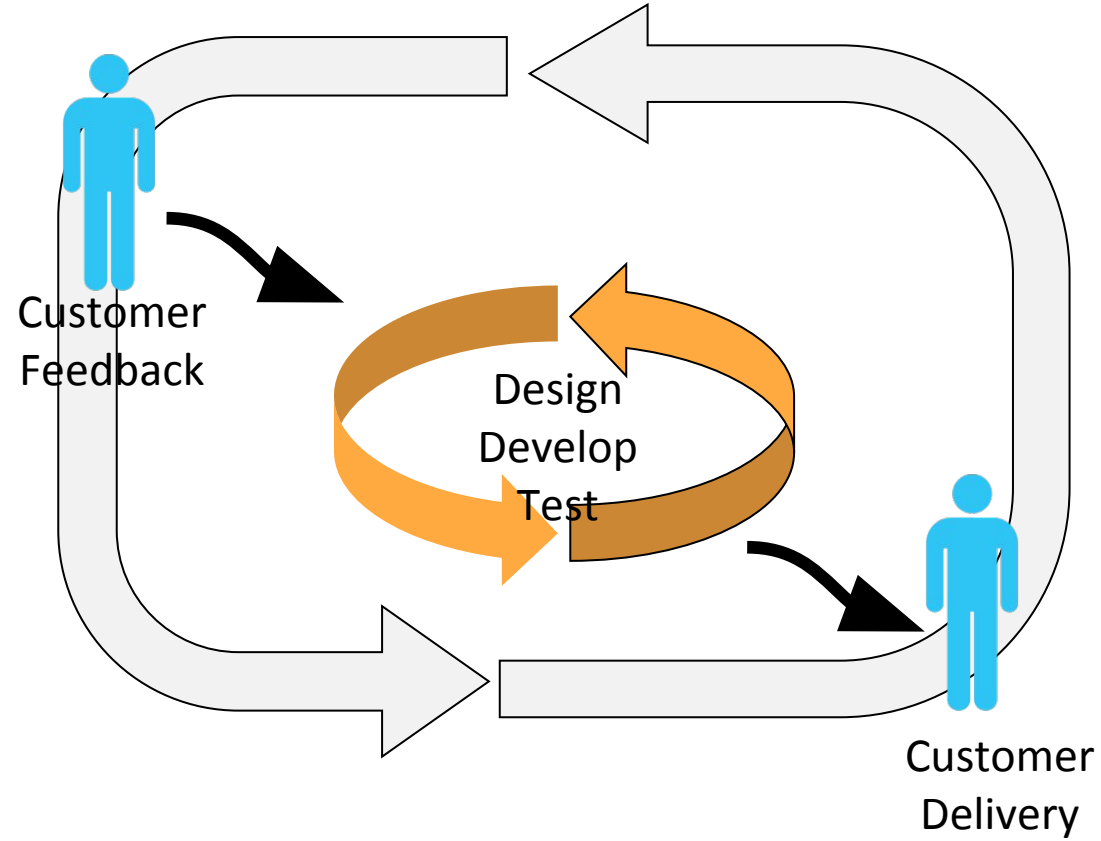 Customer
Feedback
Design
Develop
Test
Customer
Delivery